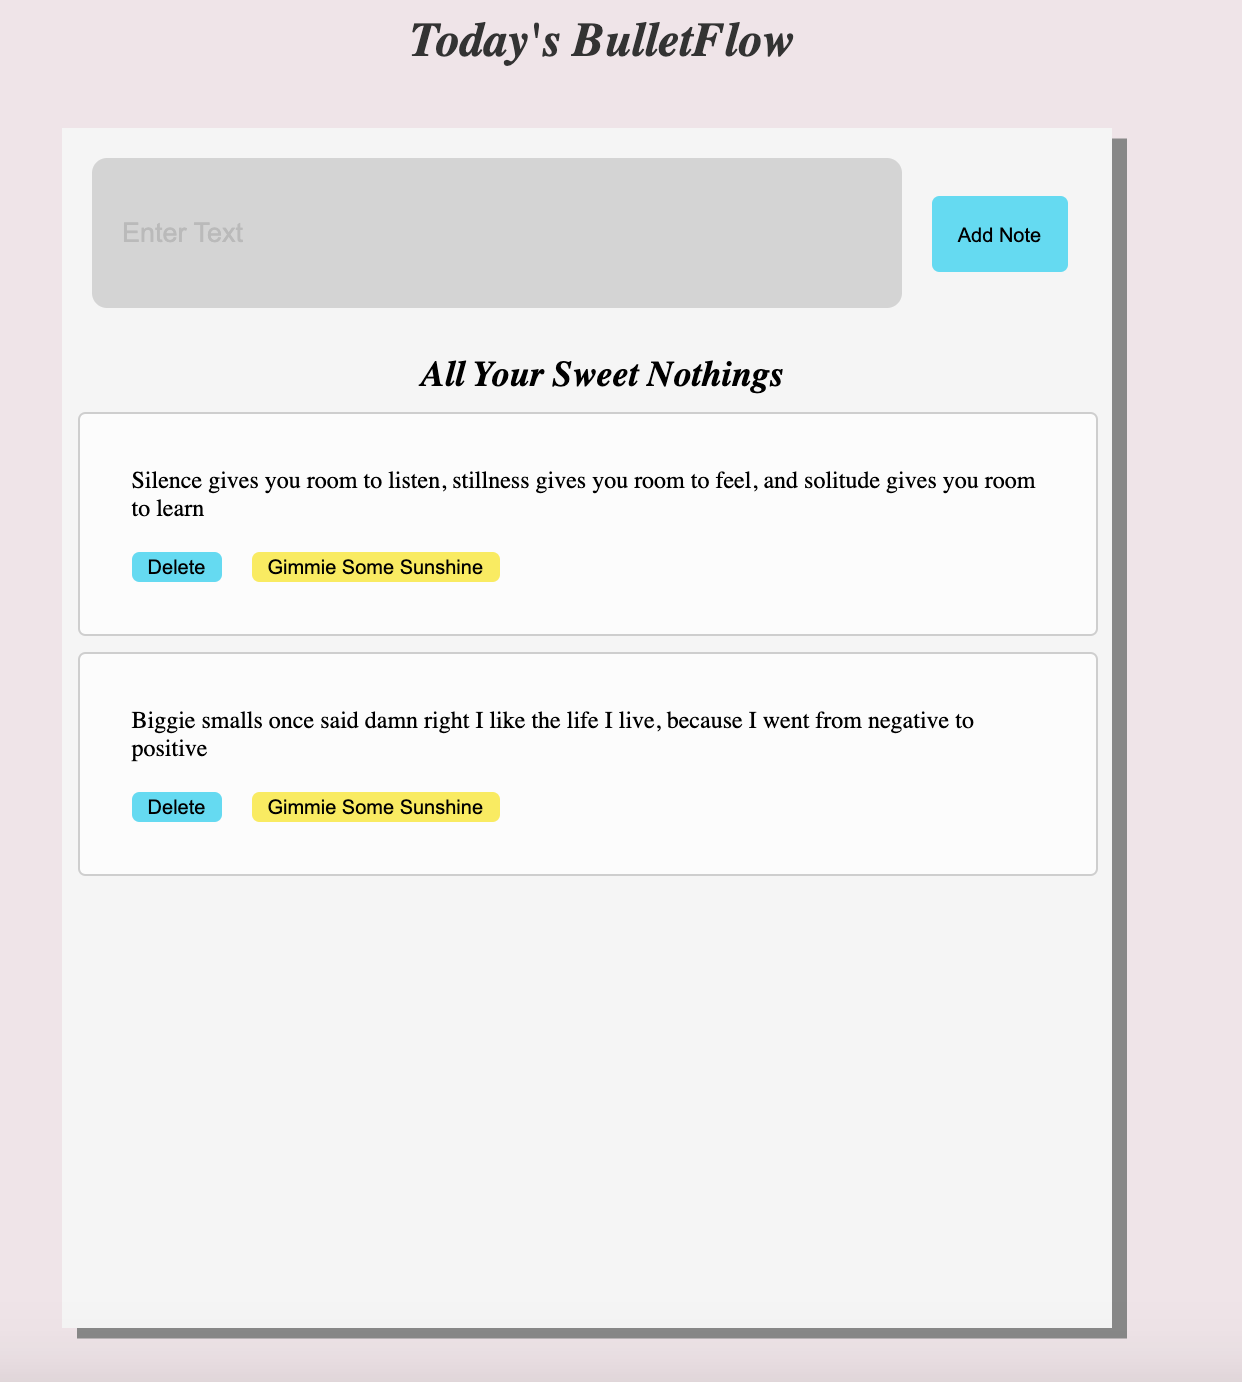 Today's BulletFlow
Enter Text
Add Note
All Your Sweet Nothings
Silence gives you room to listen, stillness gives you room to feel, and solitude gives you room
to learn
Delete
Gimmie Some Sunshine
Biggie smalls once said damn right I like the life I live, because I went from negative to
positive
Delete
Gimmie Some Sunshine